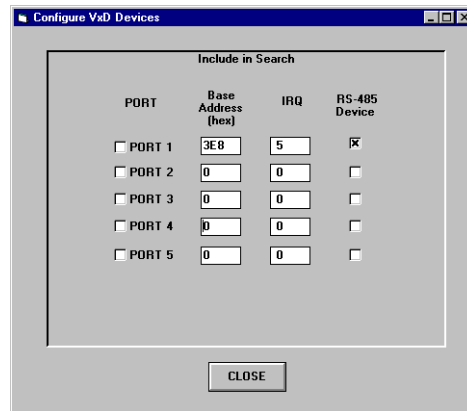 Configure VxD Devices
Include in Search
PORT Base Address (hex) IRQ RS-485 Device
PORT 1 3E8 5
PORT 2 0 0
PORT 3 0 0
PORT 4 0 0
PORT 5 0 0
CLOSE